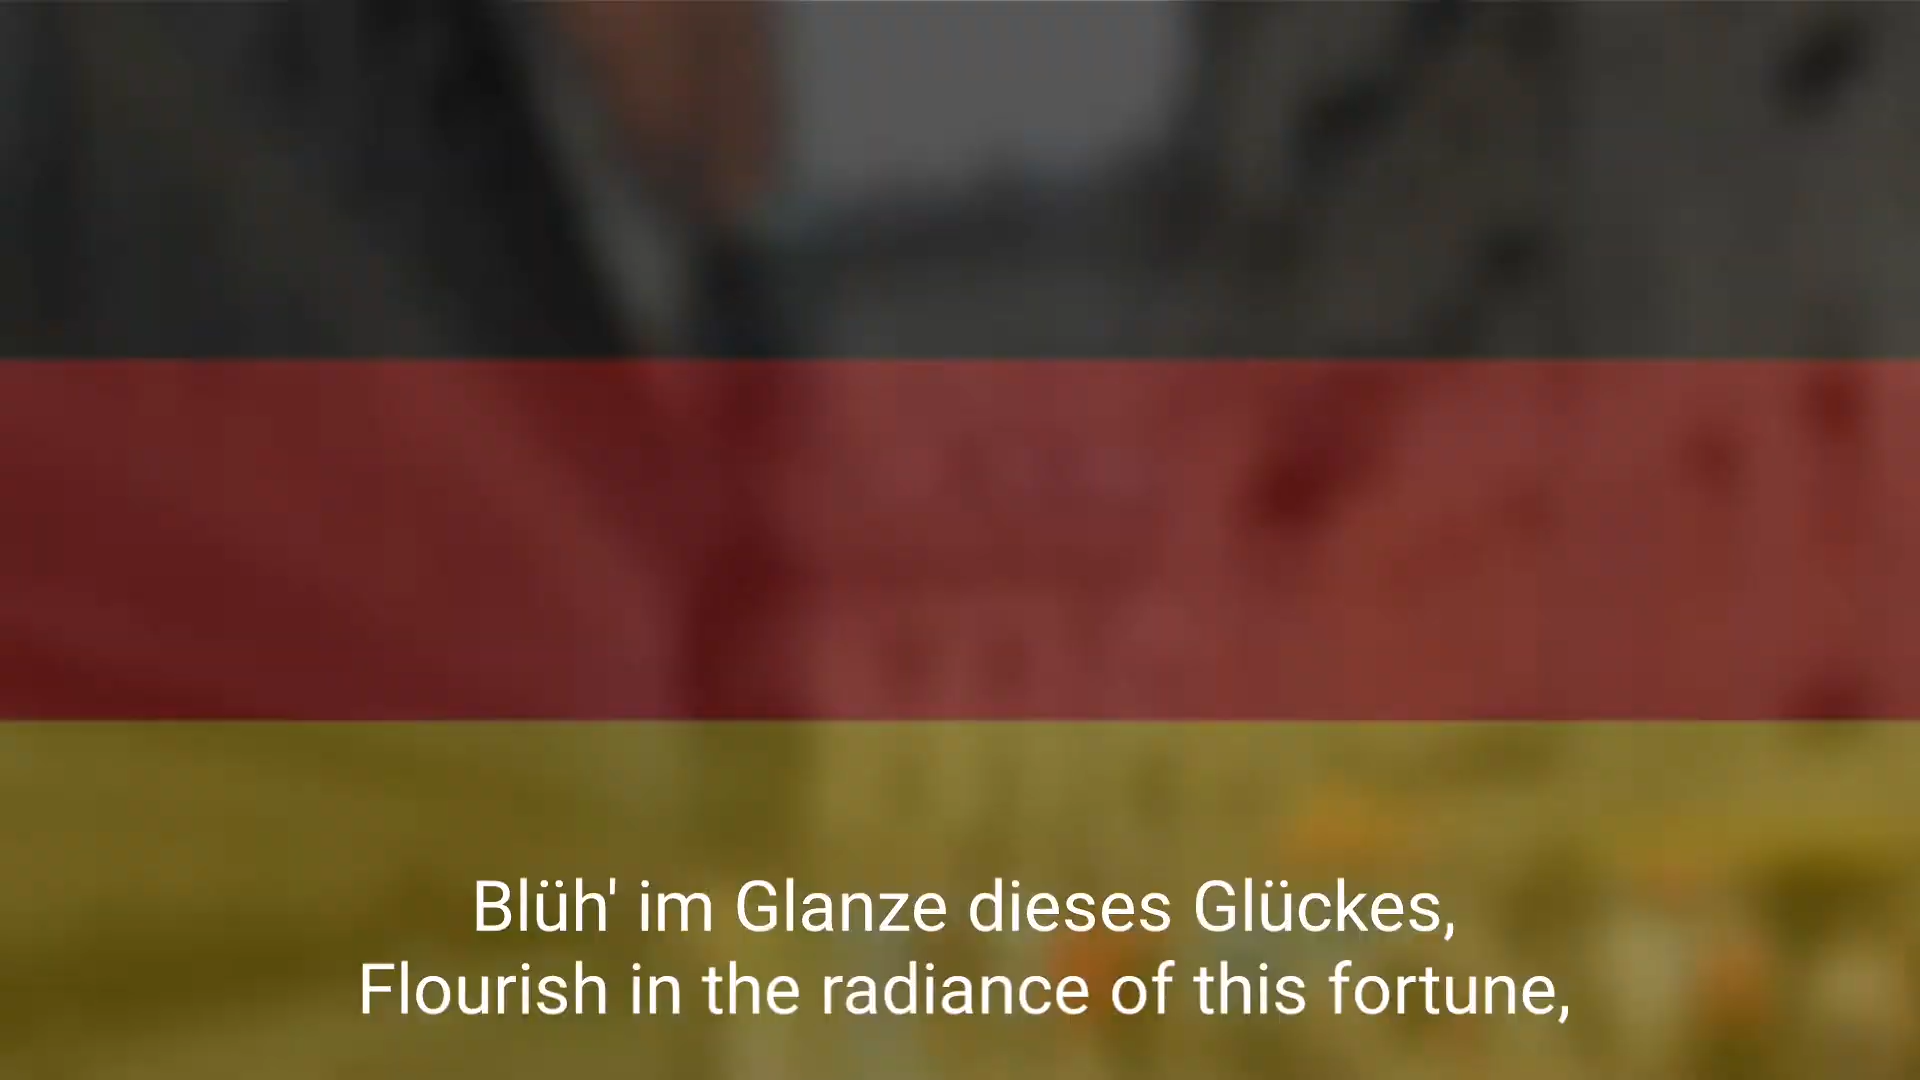 Blüh' im Glanze dieses Glückes,
Flourish in the radiance of this fortune,